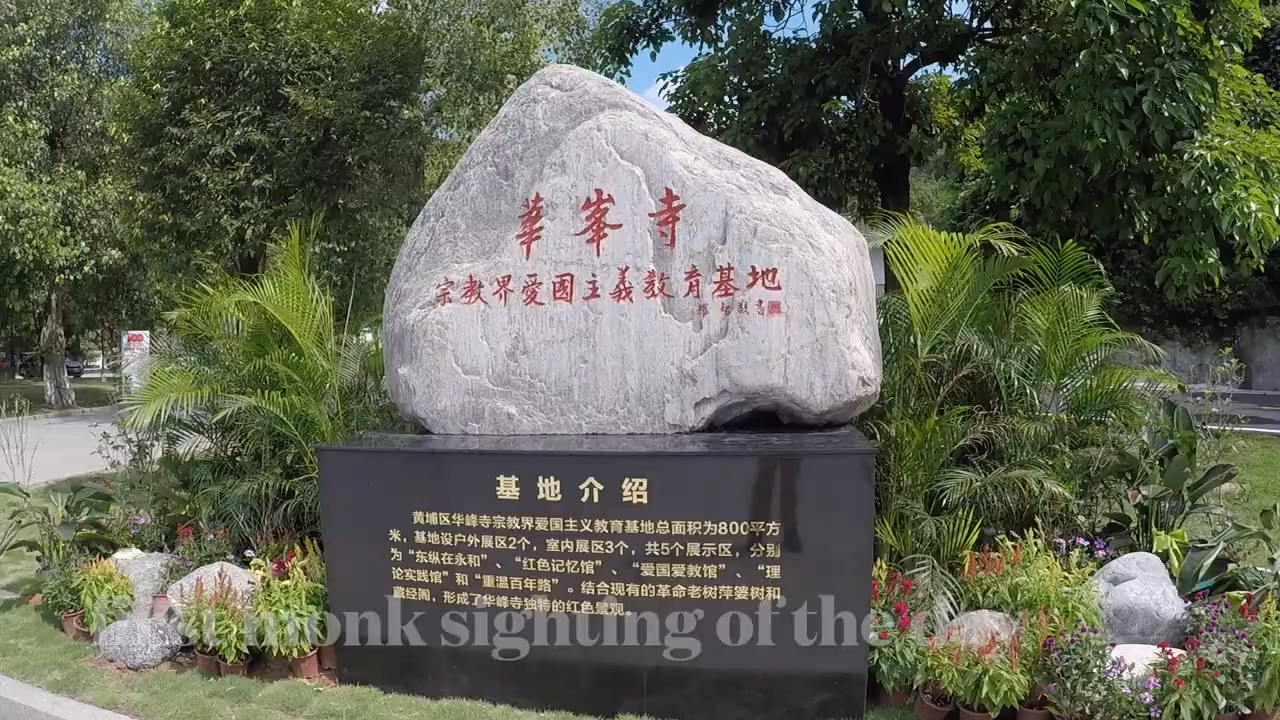 華峯寺
宗教界愛國主義教育基地
基地介绍
黄埔区华峰寺宗教界爱国主义教育基地总面积为800平方
米，基地设户外展区2个，室内展区3个，共5个展示区，分别
为“东纵在永和”、“红色记忆馆”、“爱国爱教馆”、“理
论实践馆”和“重温百年路”。结合现有的革命老树萍婆树和
藏经阁，形成了华峰寺独特的红色景观。
first monk sighting of the day